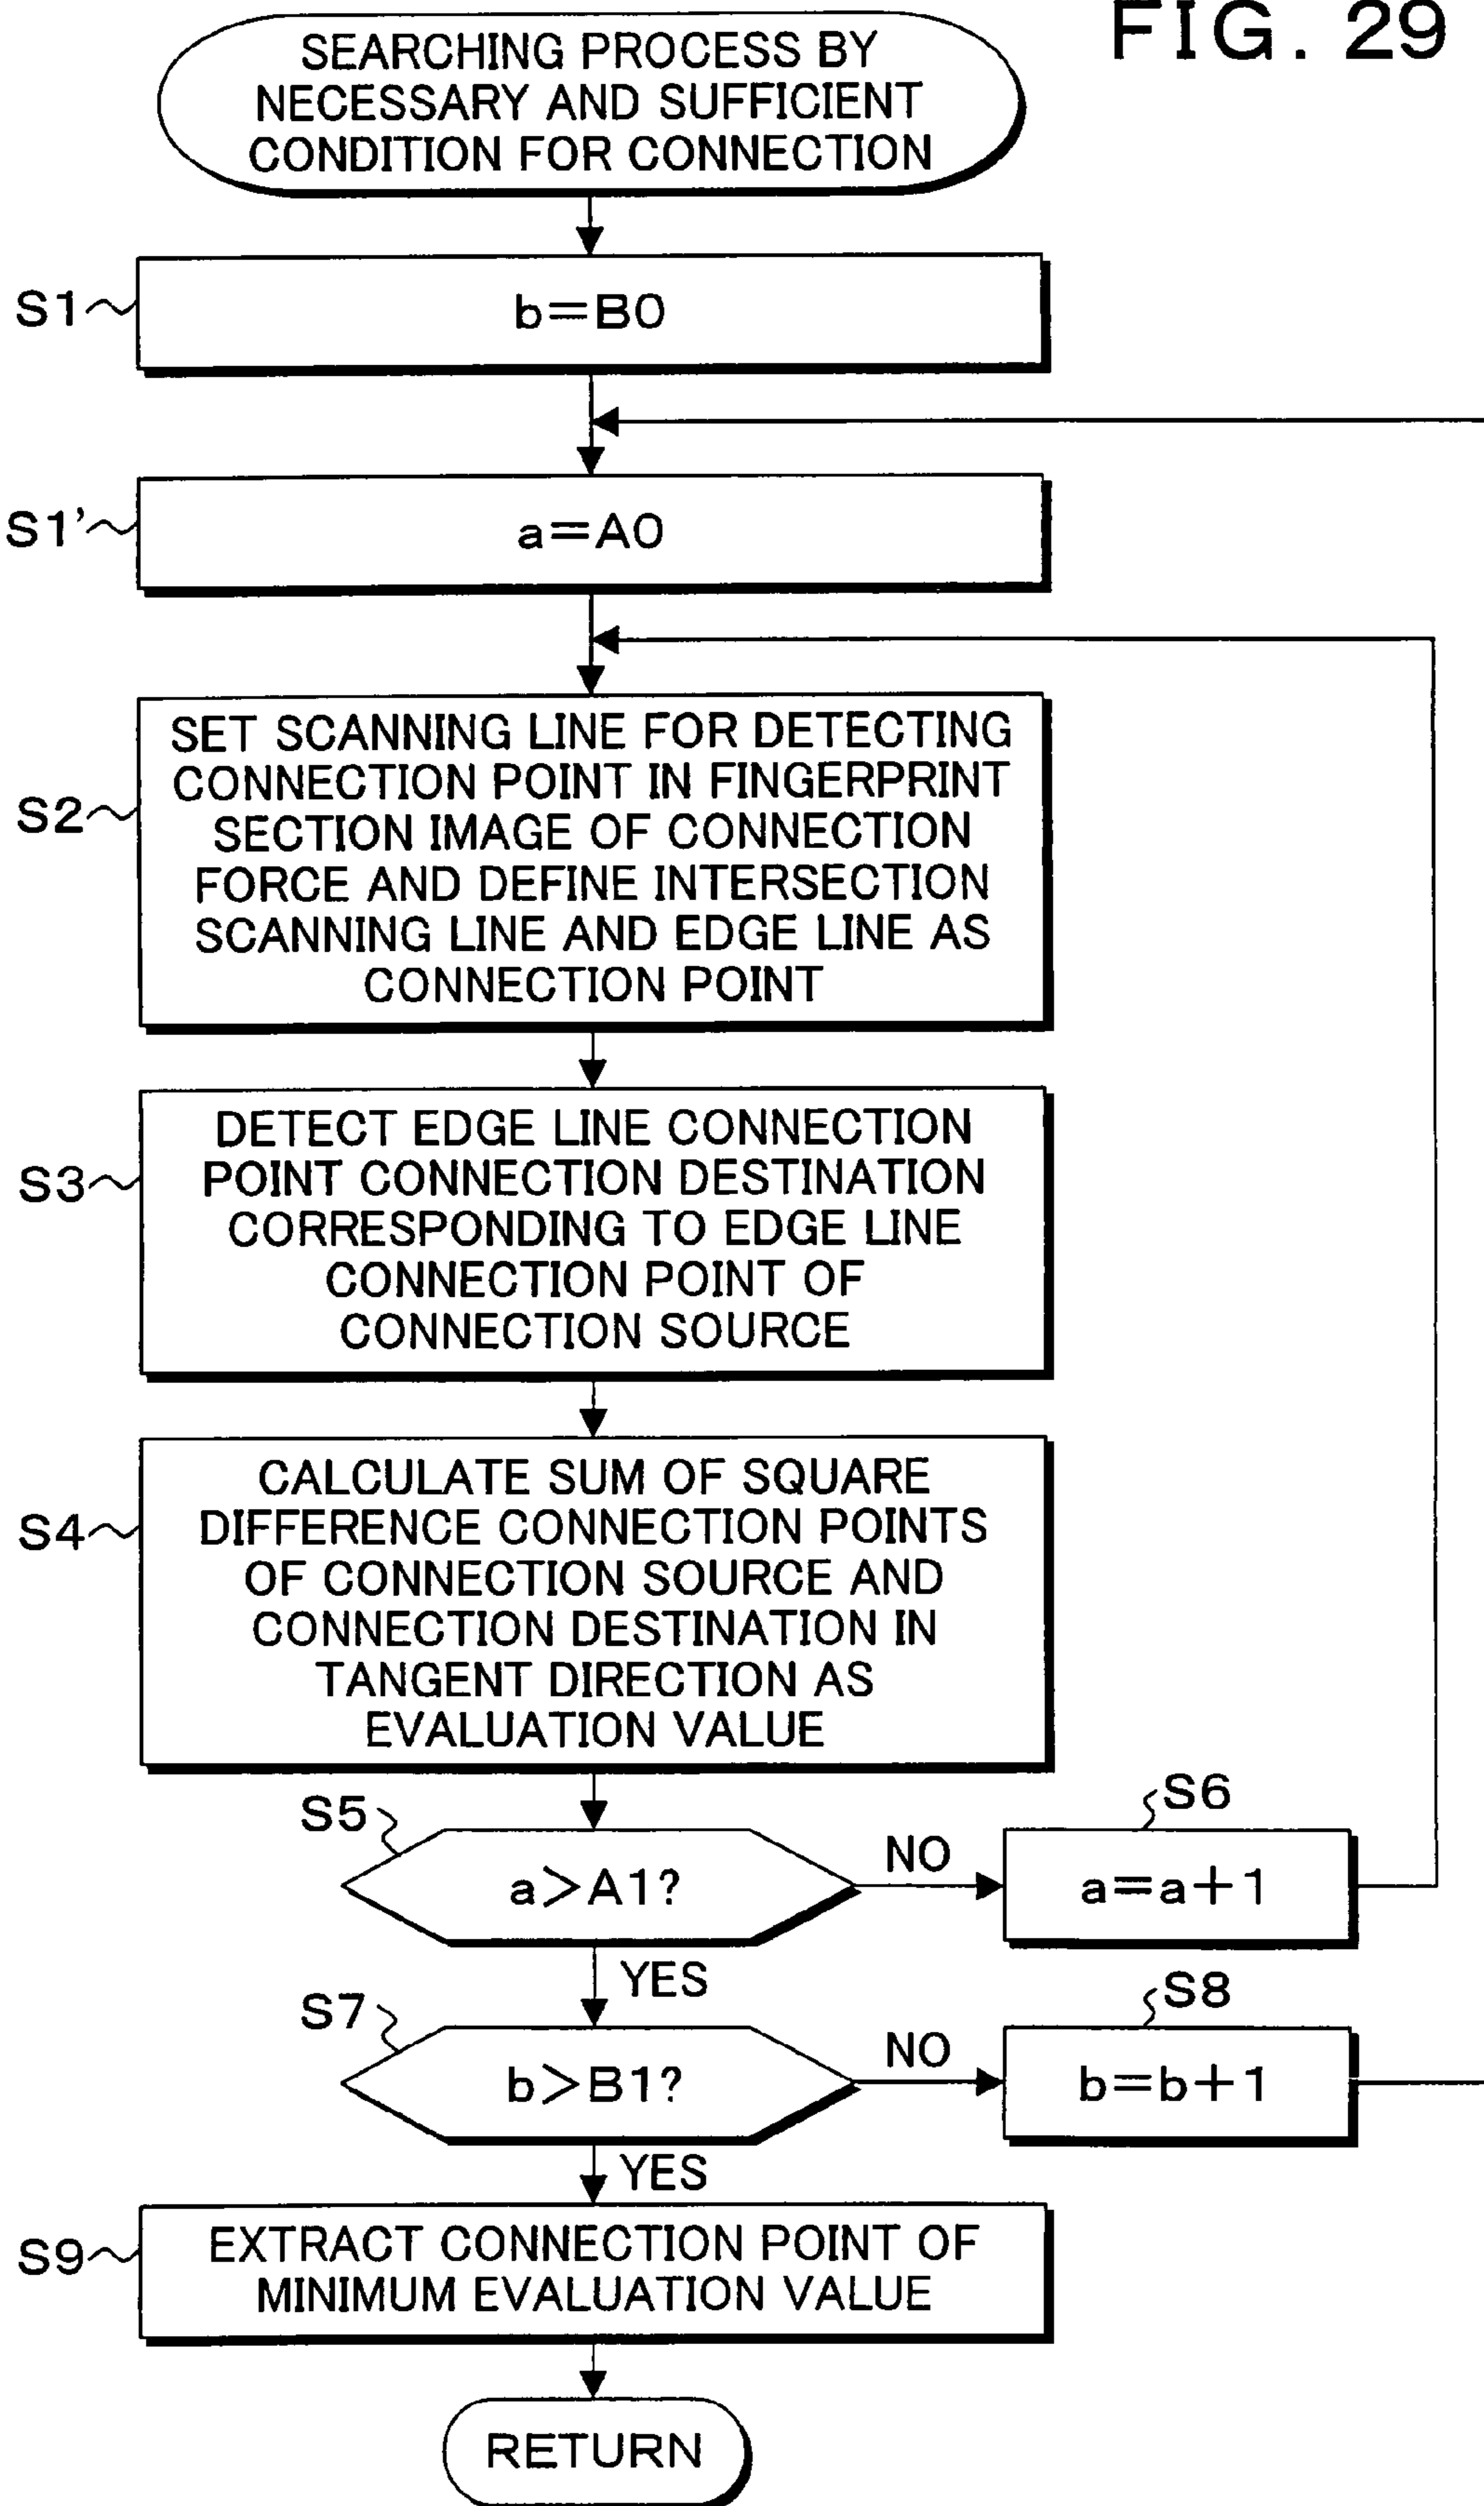 FIG. 29
SEARCHING PROCESS BY
NECESSARY AND SUFFICIENT
CONDITION FOR CONNECTION
S1
b=B0
S1'
a=A0
S2
SET SCANNING LINE FOR DETECTING
CONNECTION POINT IN FINGERPRINT
SECTION IMAGE OF CONNECTION
FORCE AND DEFINE INTERSECTION
SCANNING LINE AND EDGE LINE AS
CONNECTION POINT
S3
DETECT EDGE LINE CONNECTION
POINT CONNECTION DESTINATION
CORRESPONDING TO EDGE LINE
CONNECTION POINT OF
CONNECTION SOURCE
S4
CALCULATE SUM OF SQUARE
DIFFERENCE CONNECTION POINTS
OF CONNECTION SOURCE AND
CONNECTION DESTINATION IN
TANGENT DIRECTION AS
EVALUATION VALUE
S5
a>A1?
NO
S6
a=a+1
YES
S7
b>B1?
NO
S8
b=b+1
YES
S9
EXTRACT CONNECTION POINT OF
MINIMUM EVALUATION VALUE
RETURN